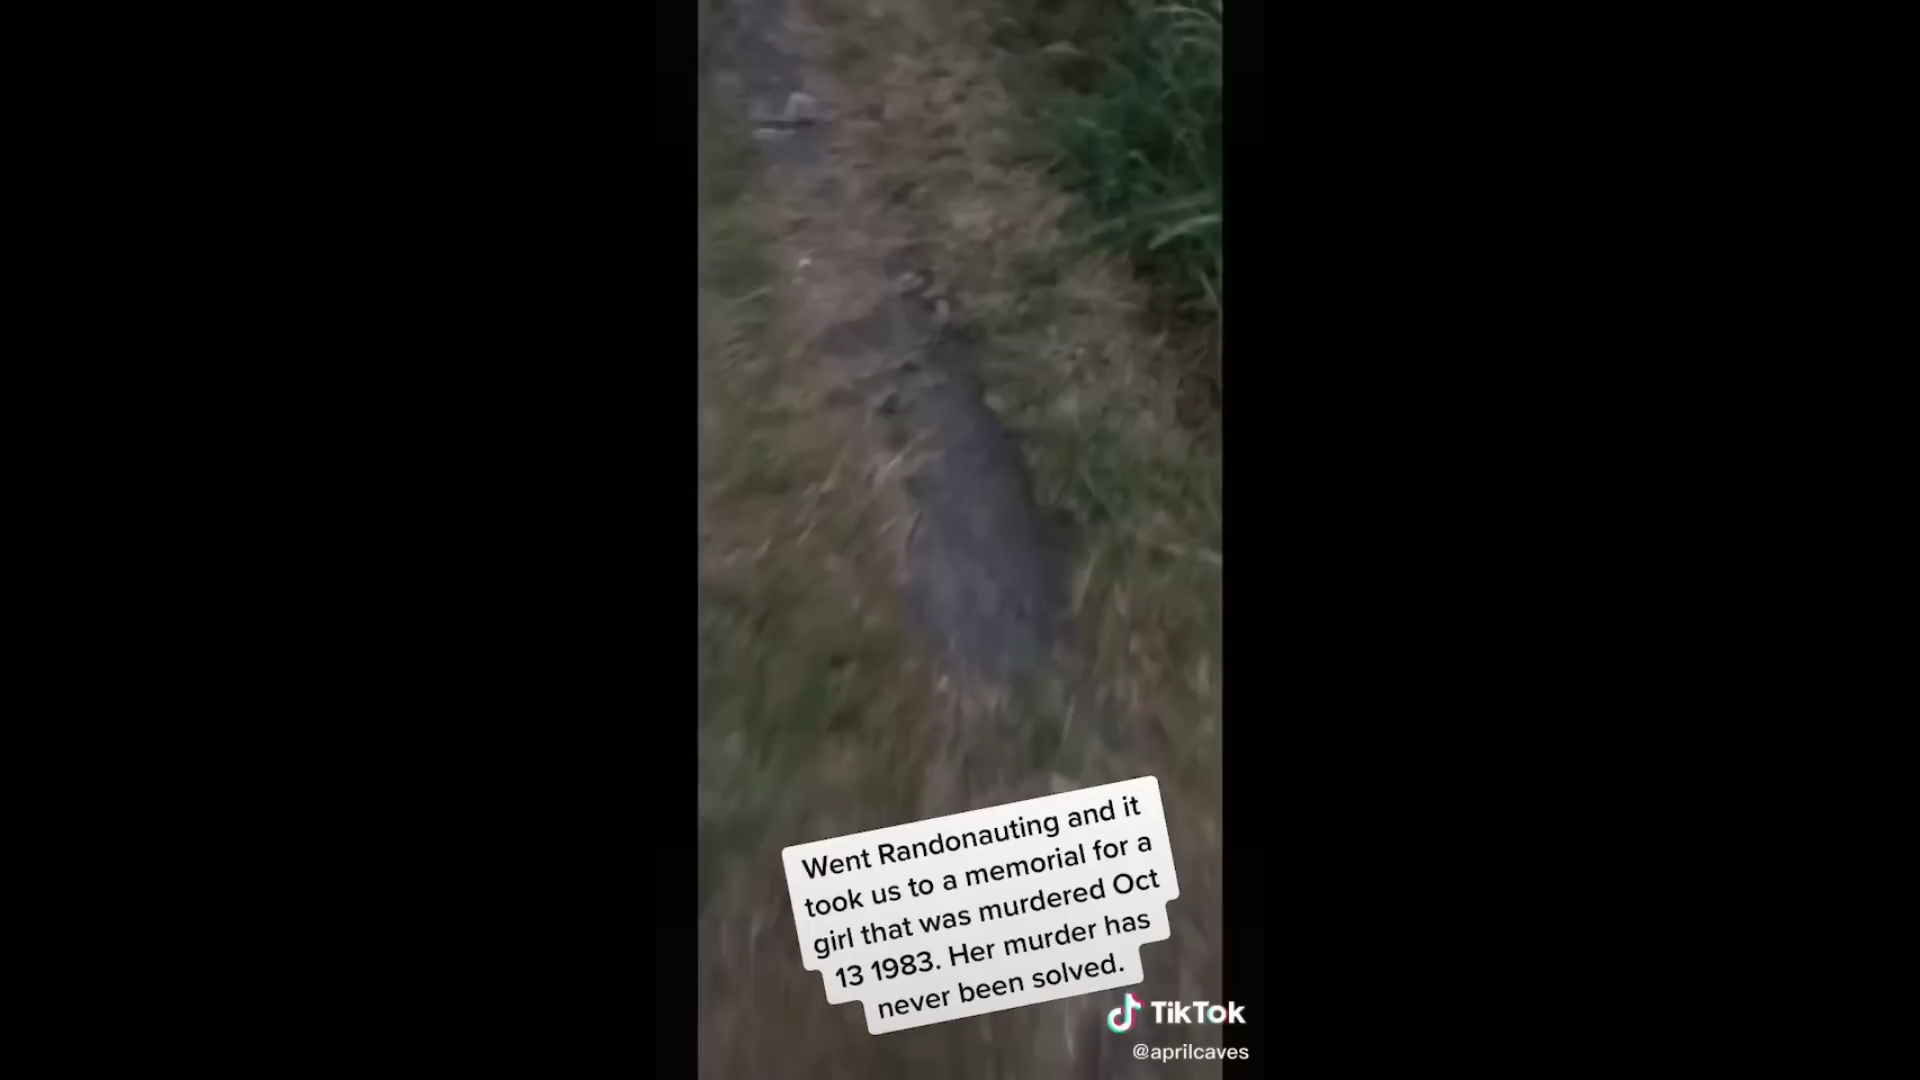 Went Randonauting and it
took us to a memorial for a
girl that was murdered Oct
13 1983. Her murder has
never been solved.
TikTok
@aprilcaves